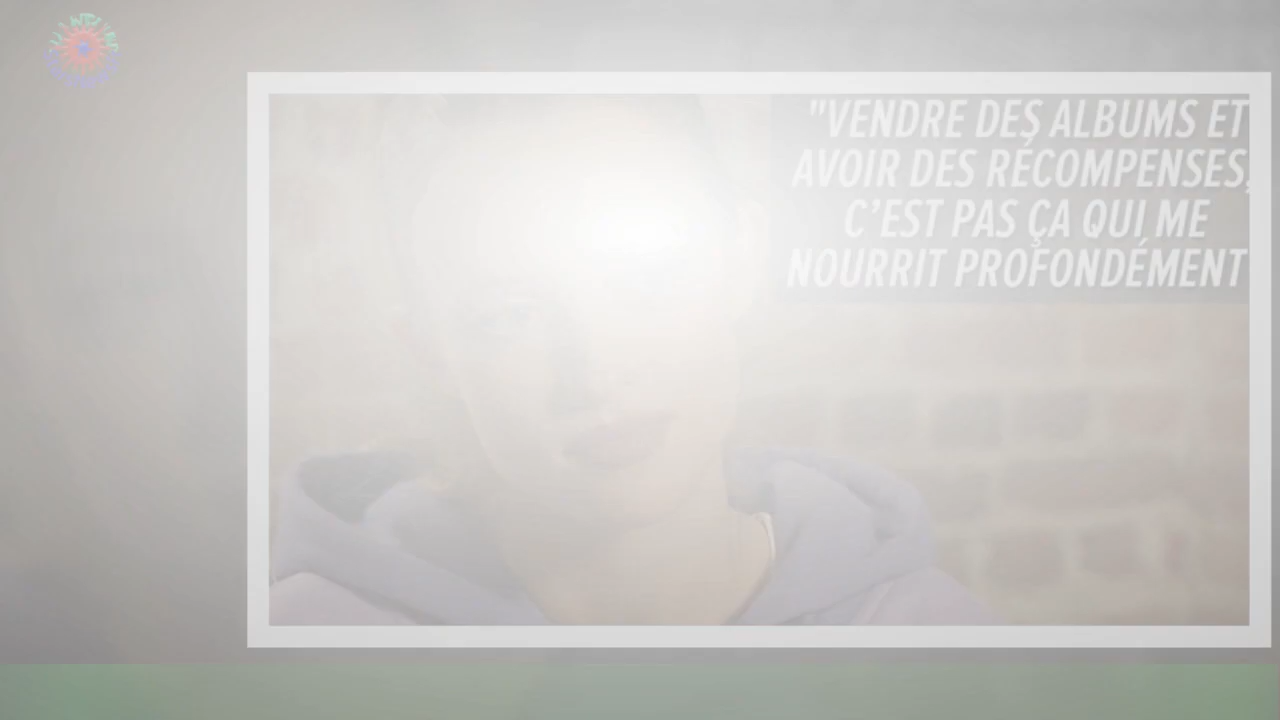 "VENDRE DES ALBUMS ET
AVOIR DES RÉCOMPENSES,
C'EST PAS ÇA QUI ME
NOURRIT PROFONDÉMENT